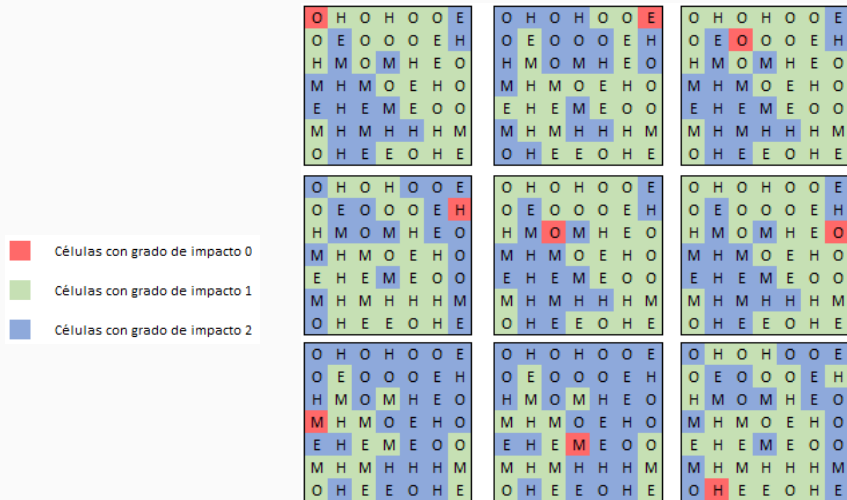 Células con grado de impacto 0
Células con grado de impacto 1
Células con grado de impacto 2
O H O H O O E
O E O O O E H
H M O M H E O
M H M O E H O
E H E M E O O
M H M H H H M
O H E E O H E
O H O H O O E
O E O O O E H
H M O M H E O
M H M O E H O
E H E M E O O
M H M H H H M
O H E E O H E
O H O H O O E
O E O O O E H
H M O M H E O
M H M O E H O
E H E M E O O
M H M H H H M
O H E E O H E
O H O H O O E
O E O O O E H
H M O M H E O
M H M O E H O
E H E M E O O
M H M H H H M
O H E E O H E
O H O H O O E
O E O O O E H
H M O M H E O
M H M O E H O
E H E M E O O
M H M H H H M
O H E E O H E
O H O H O O E
O E O O O E H
H M O M H E O
M H M O E H O
E H E M E O O
M H M H H H M
O H E E O H E
O H O H O O E
O E O O O E H
H M O M H E O
M H M O E H O
E H E M E O O
M H M H H H M
O H E E O H E
O H O H O O E
O E O O O E H
H M O M H E O
M H M O E H O
E H E M E O O
M H M H H H M
O H E E O H E
O H O H O O E
O E O O O E H
H M O M H E O
M H M O E H O
E H E M E O O
M H M H H H M
O H E E O H E